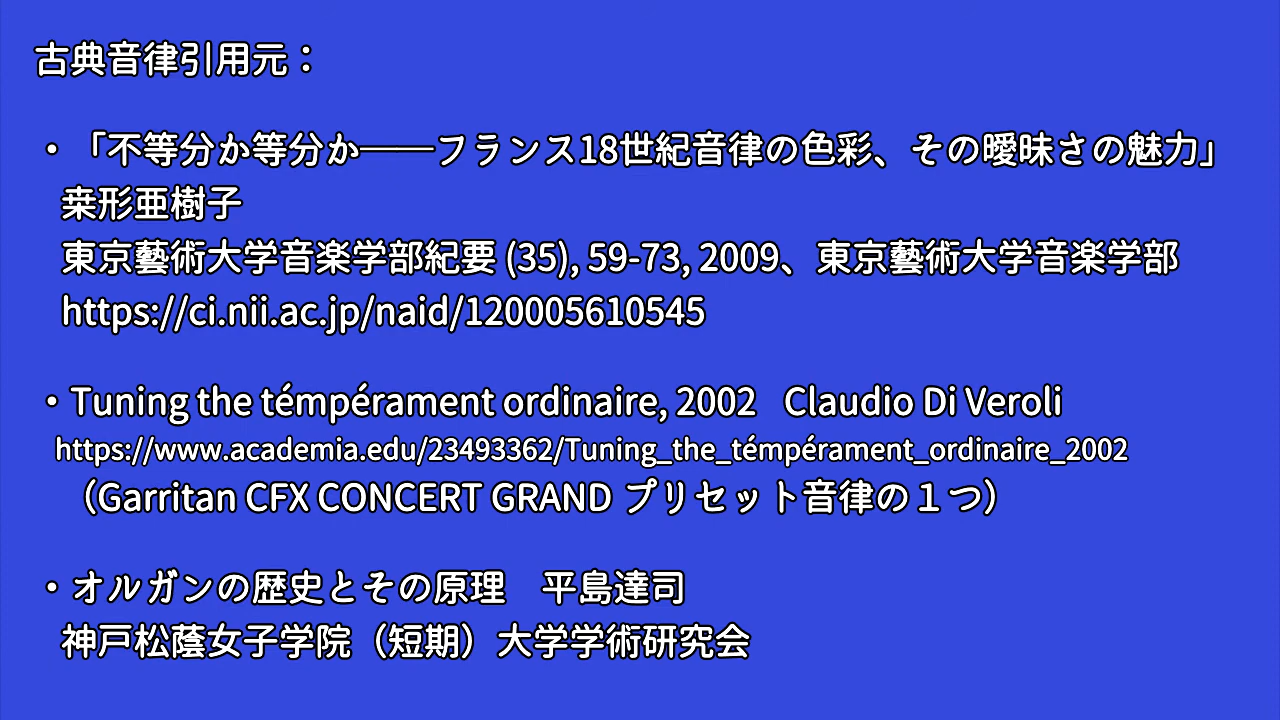 古典音律引用元：
・「不等分か等分か――フランス18世紀音律の色彩、その曖昧さの魅力」
桒形亜樹子
東京藝術大学音楽学部紀要 (35), 59-73, 2009、東京藝術大学音楽学部
https://ci.nii.ac.jp/naid/120005610545
・Tuning the témpérament ordinaire, 2002 Claudio Di Veroli
https://www.academia.edu/23493362/Tuning_the_témpérament_ordinaire_2002
（Garritan CFX CONCERT GRAND プリセット音律の１つ）
・オルガンの歴史とその原理　平島達司
神戸松蔭女子学院（短期）大学学術研究会